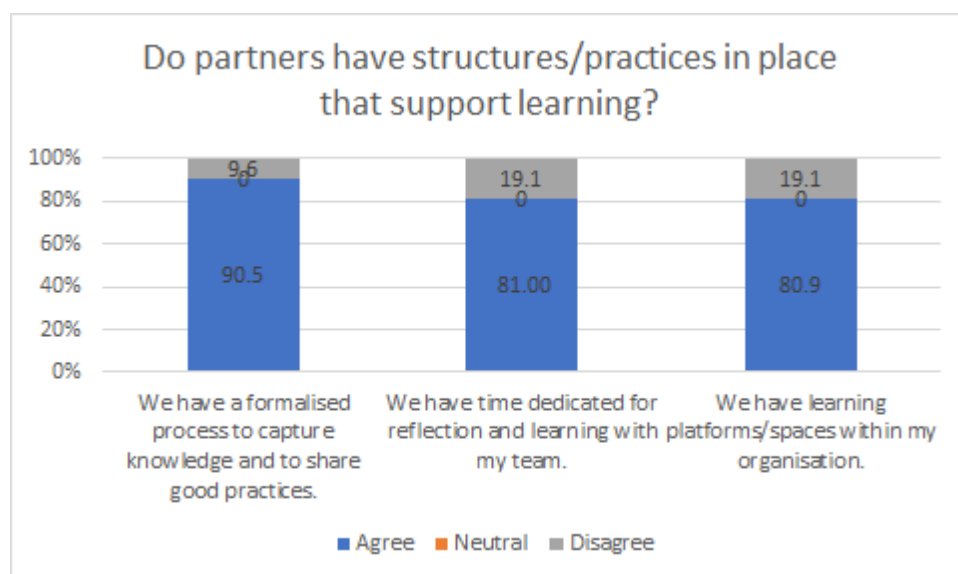 Do partners have structures/practices in place
that support learning?
100%
80%
60%
40%
20%
0%
9.6
0
90.5
19.1
0
81.00
19.1
0
80.9
We have a formalised
process to capture
knowledge and to share
good practices.
We have time dedicated for
reflection and learning with
my team.
We have learning
platforms/spaces within my
organisation.
Agree
Neutral
Disagree